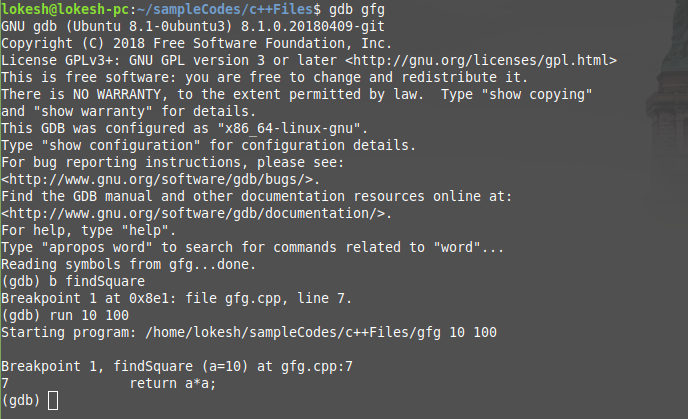 lokesh@lokesh-pc:~/sampleCodes/c++Files$ gdb gfg
GNU gdb (Ubuntu 8.1-0ubuntu3) 8.1.0.20180409-git
Copyright (C) 2018 Free Software Foundation, Inc.
License GPLv3+: GNU GPL version 3 or later <http://gnu.org/licenses/gpl.html>
This is free software: you are free to change and redistribute it.
There is NO WARRANTY, to the extent permitted by law.  Type "show copying"
and "show warranty" for details.
This GDB was configured as "x86_64-linux-gnu".
Type "show configuration" for configuration details.
For bug reporting instructions, please see:
<http://www.gnu.org/software/gdb/bugs/>.
Find the GDB manual and other documentation resources online at:
<http://www.gnu.org/software/gdb/documentation/>.
For help, type "help".
Type "apropos word" to search for commands related to "word"...
Reading symbols from gfg...done.
(gdb) b findSquare
Breakpoint 1 at 0x8e1: file gfg.cpp, line 7.
(gdb) run 10 100
Starting program: /home/lokesh/sampleCodes/c++Files/gfg 10 100
Breakpoint 1, findSquare (a=10) at gfg.cpp:7
7               return a*a;
(gdb)